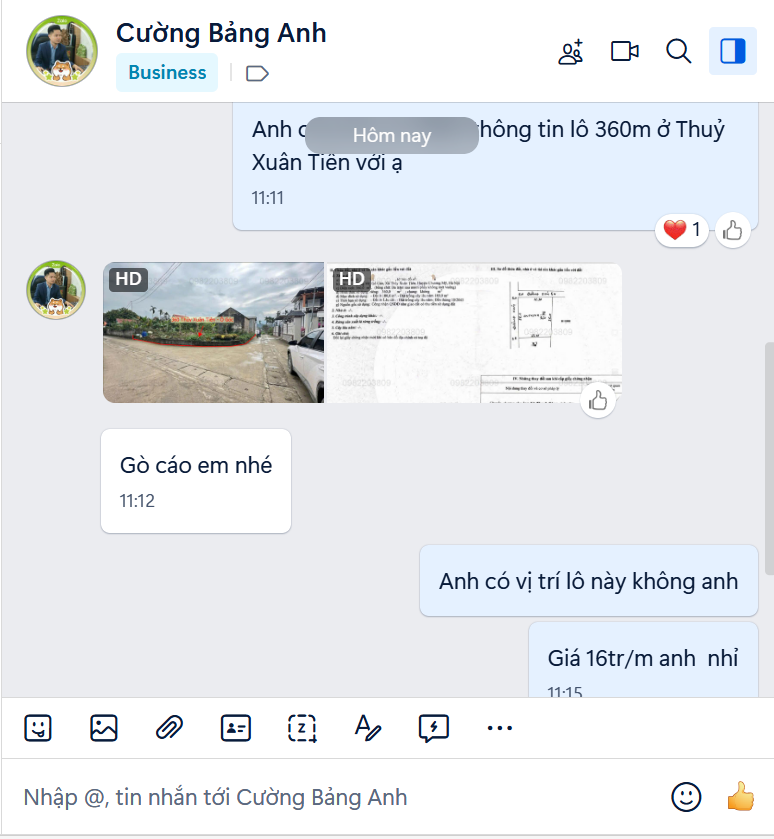 Cường Bảng Anh
Business
Hôm nay
Anh c hông tin lô 360m ở Thuỷ
Xuân Tiên với ạ
11:11
1
HD
HD
0982203809
Gò cáo em nhé
11:12
Anh có vị trí lô này không anh
Giá 16tr/m anh nhỉ
11:15
Nhập @, tin nhắn tới Cường Bảng Anh